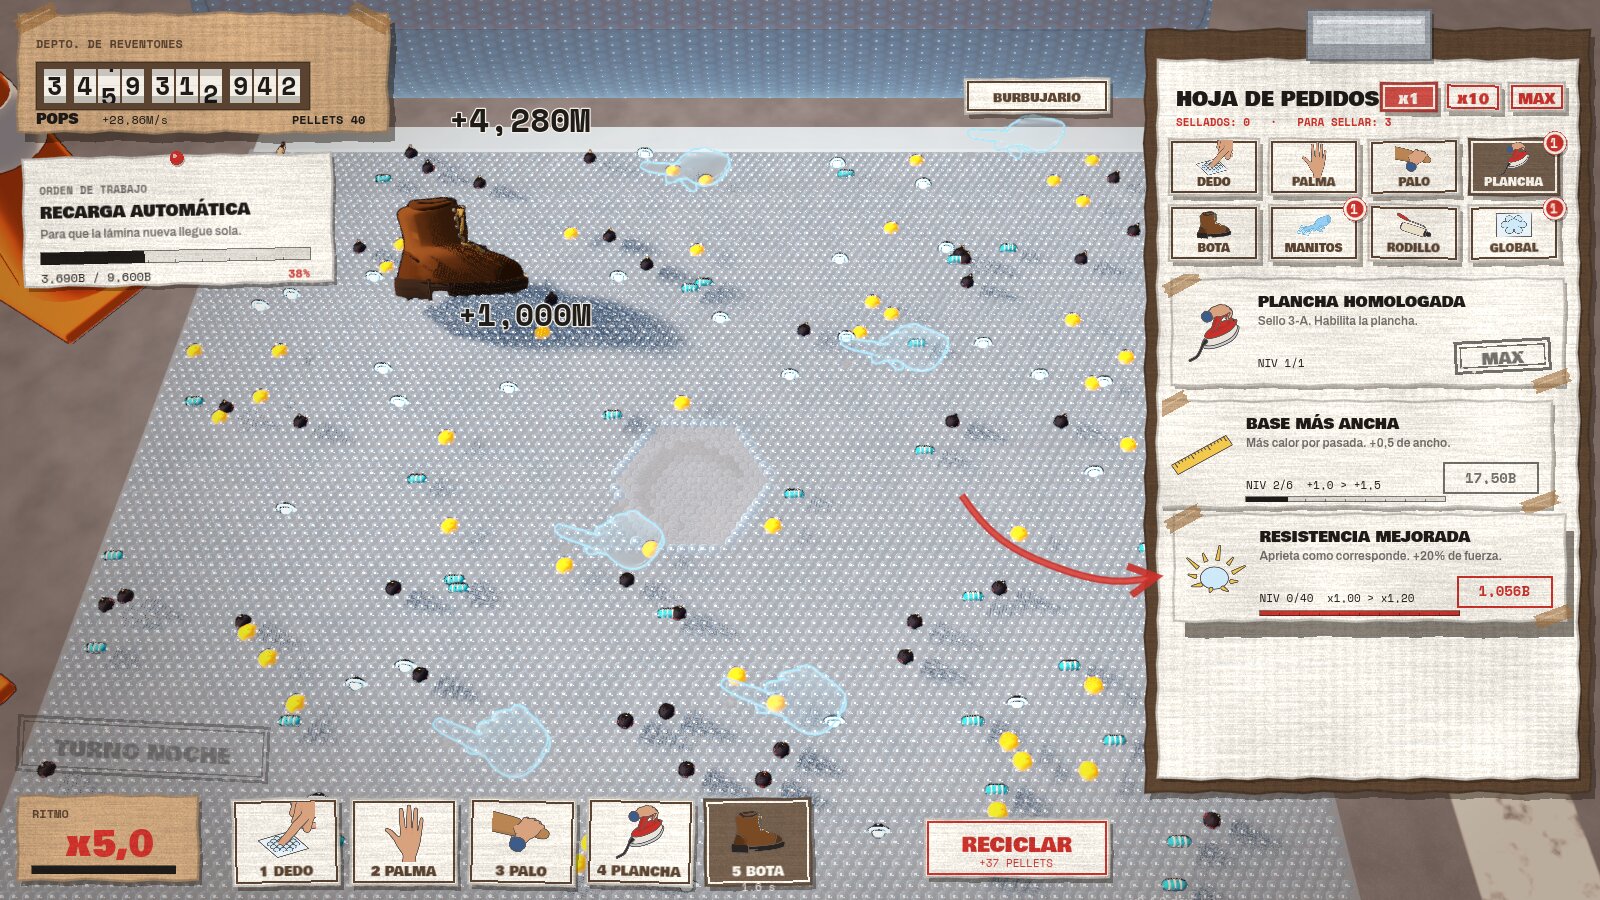 DEPTO. DE REVENTONES
3 459 312 942
POPS +28,86M/s PELLETS 40
ORDEN DE TRABAJO
RECARGA AUTOMÁTICA
Para que la lámina nueva llegue sola.
3,690B / 9,600B 38%
+4,280M
+1,000M
BURBUJARIO
HOJA DE PEDIDOS x1 x10 MAX
SELLADOS: 0 · PARA SELLAR: 3
DEDO
PALMA
PALO
PLANCHA 1
BOTA
MANITOS 1
RODILLO
GLOBAL 1
PLANCHA HOMOLOGADA
Sello 3-A. Habilita la plancha.
NIV 1/1
MAX
BASE MÁS ANCHA
Más calor por pasada. +0,5 de ancho.
NIV 2/6 +1,0 > +1,5
17,50B
RESISTENCIA MEJORADA
Aprieta como corresponde. +20% de fuerza.
NIV 0/40 x1,00 > x1,20
1,056B
TURNO NOCHE
RITMO
x5,0
1 DEDO
2 PALMA
3 PALO
4 PLANCHA
5 BOTA
RECICLAR
+37 PELLETS